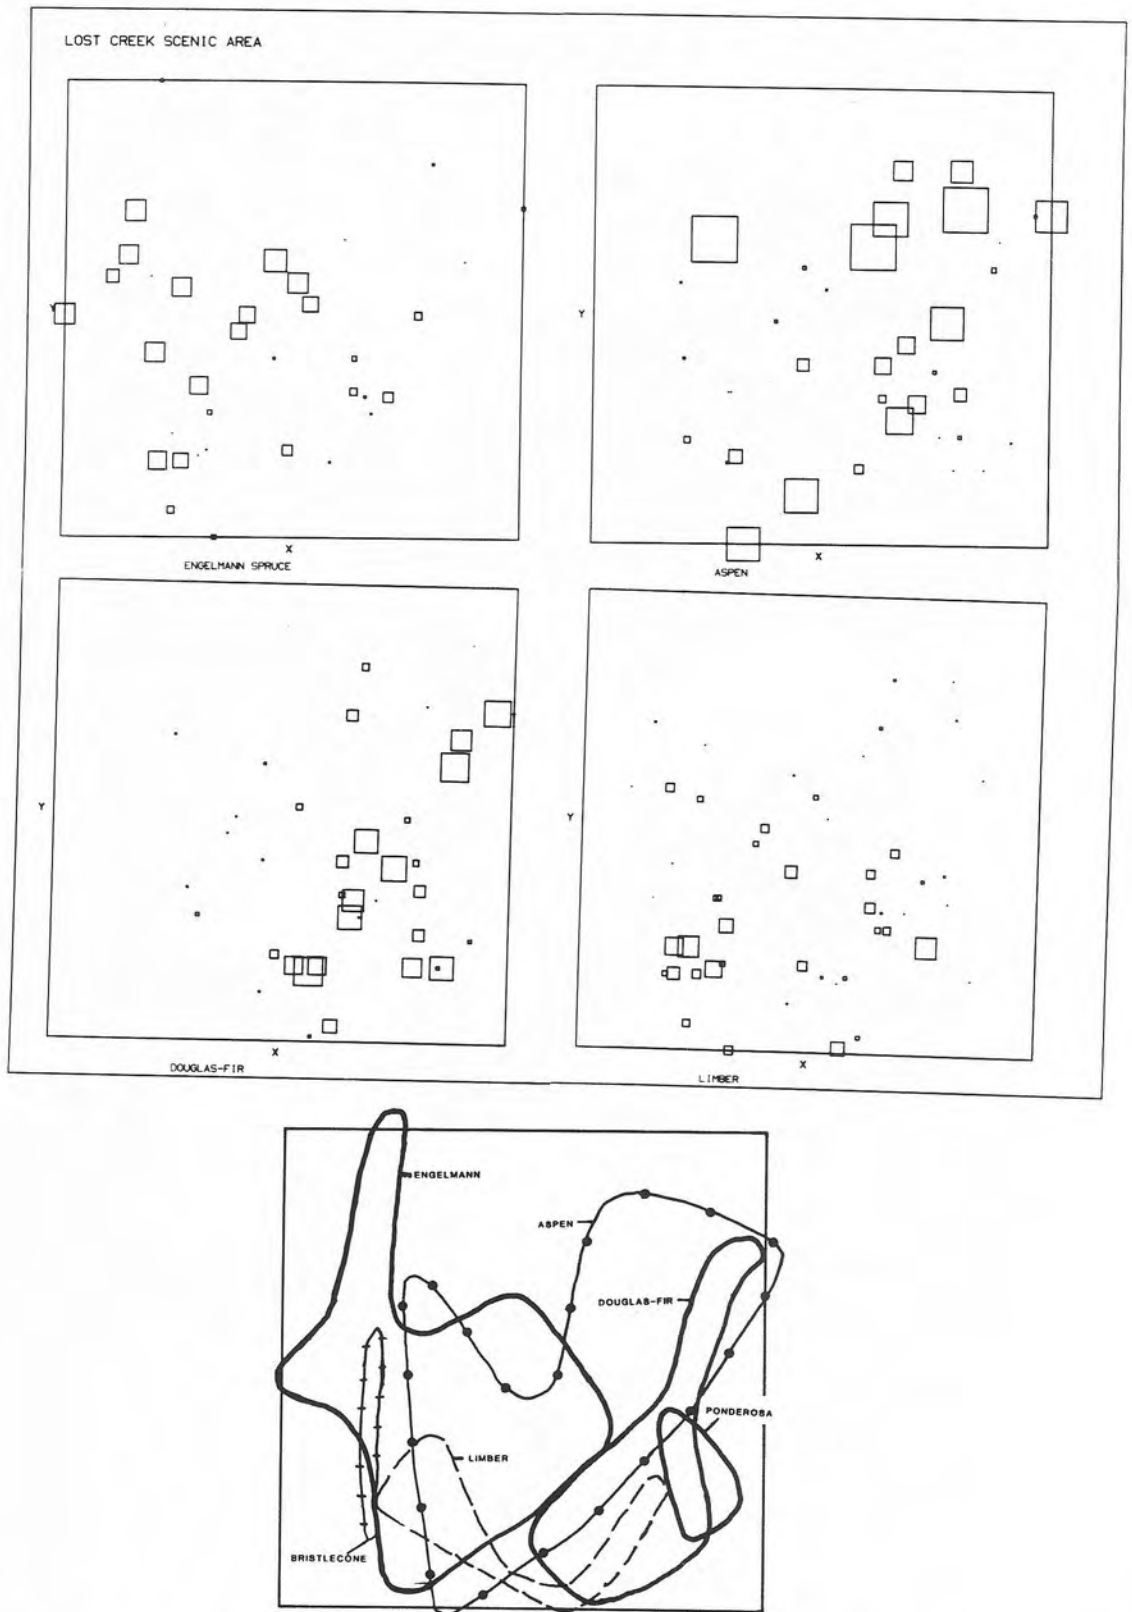 LOST CREEK SCENIC AREA
Y
Y
X
X
ENGELMANN SPRUCE
ASPEN
Y
Y
X
X
DOUGLAS-FIR
LIMBER
ENGELMANN
ASPEN
DOUGLAS-FIR
PONDEROSA
LIMBER
BRISTLECONE